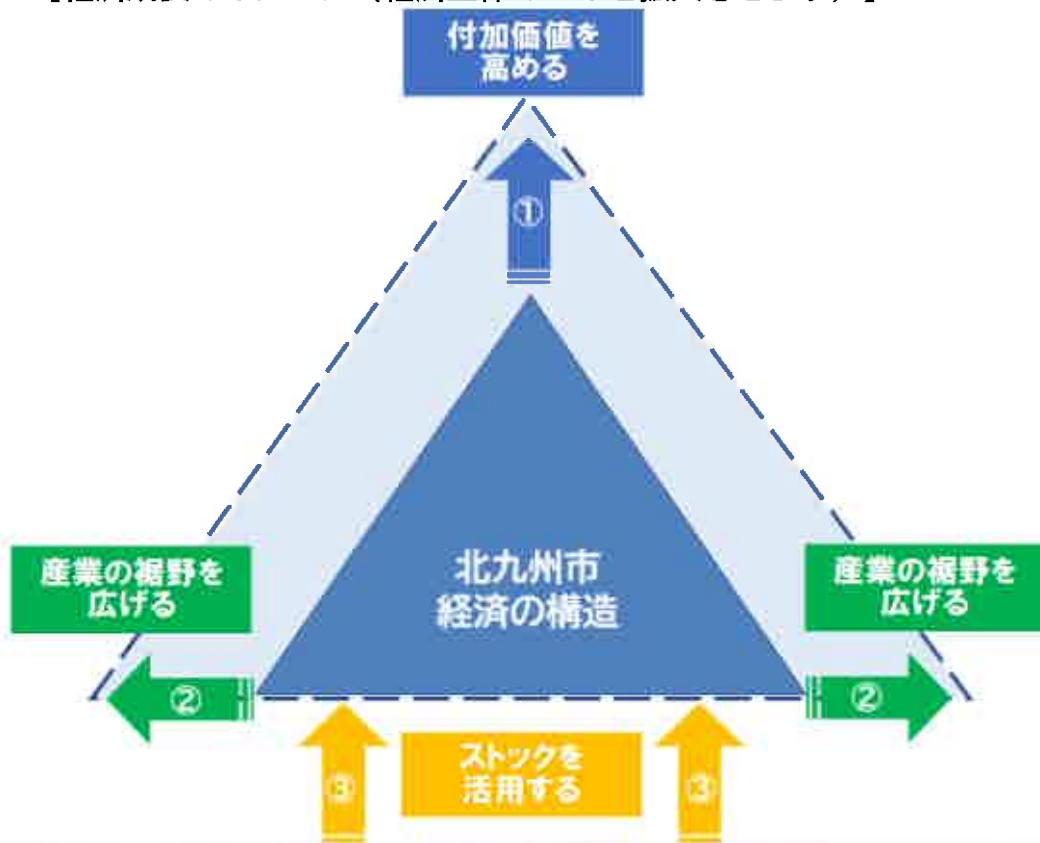 付加価値を
高める
①
北九州市
経済の構造
産業の裾野を
広げる
産業の裾野を
広げる
②
②
ストックを
活用する
③
③